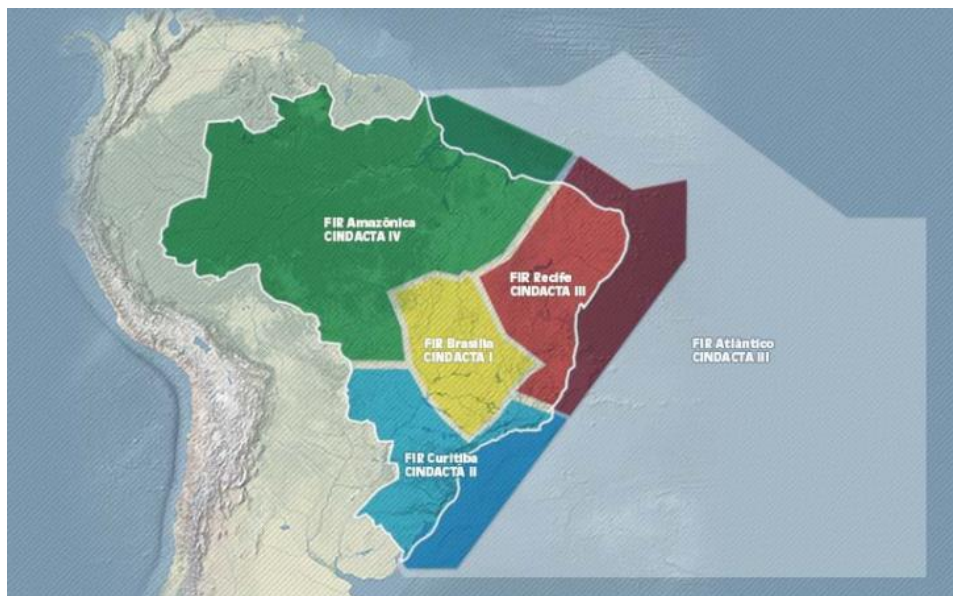 FIR Amazônica
CINDACTA IV
FIR Recife
CINDACTA III
FIR Brasília
CINDACTA I
FIR Atlântico
CINDACTA III
FIR Curitiba
CINDACTA II